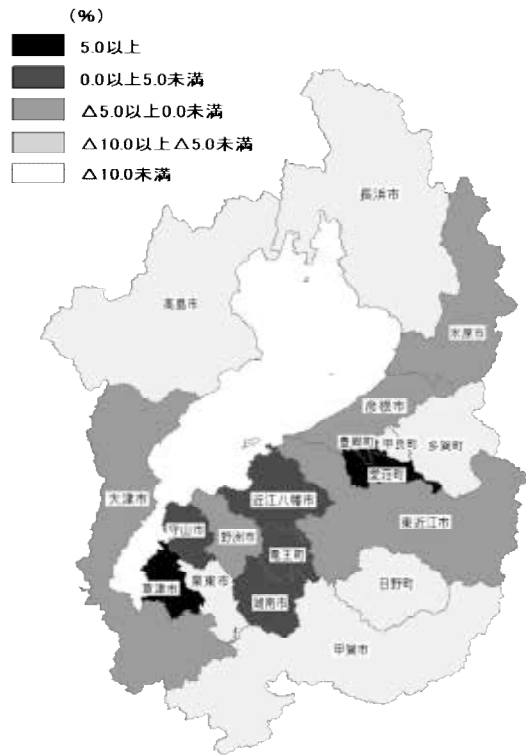 (%)
5.0以上
0.0以上5.0未満
△5.0以上0.0未満
△10.0以上△5.0未満
△10.0未満
長浜市
高島市
米原市
彦根市
豊郷町
甲良町
多賀町
愛荘町
大津市
近江八幡市
東近江市
守山市
野洲市
竜王町
栗東市
日野町
草津市
湖南市
甲賀市